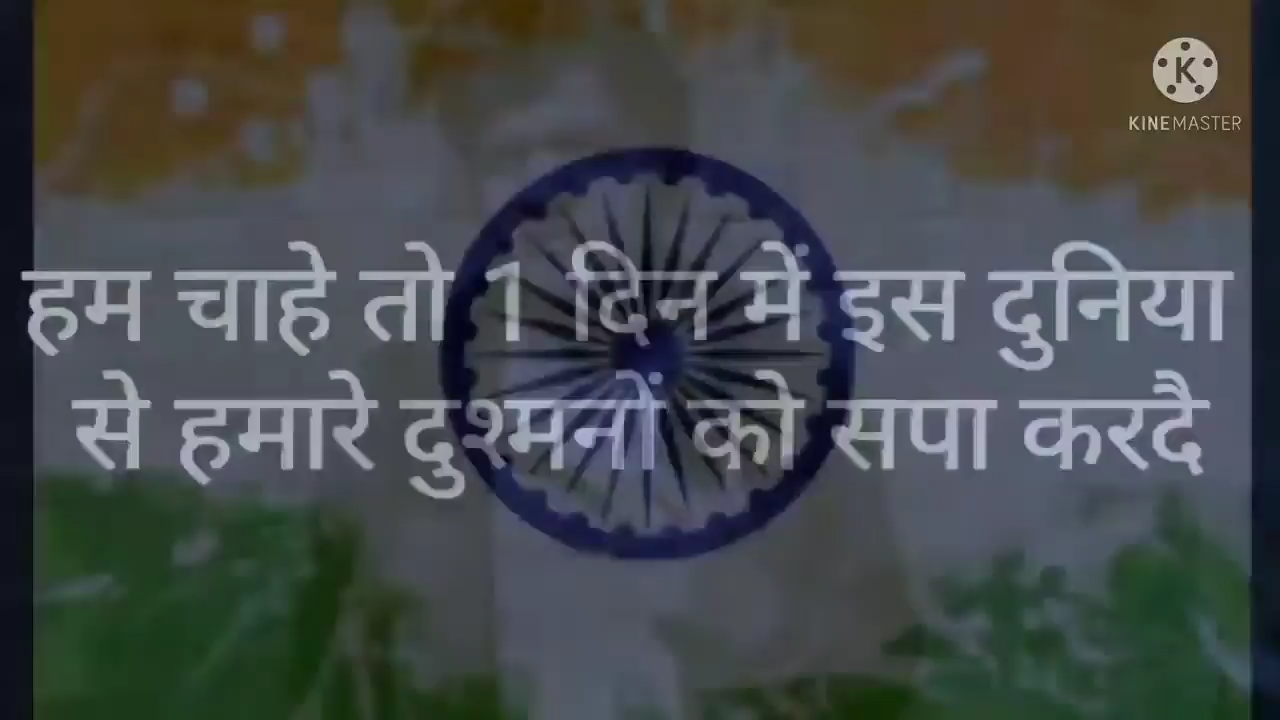 KINEMASTER
हम चाहे तो 1 दिन में इस दुनिया
से हमारे दुश्मनों को सपा करदै